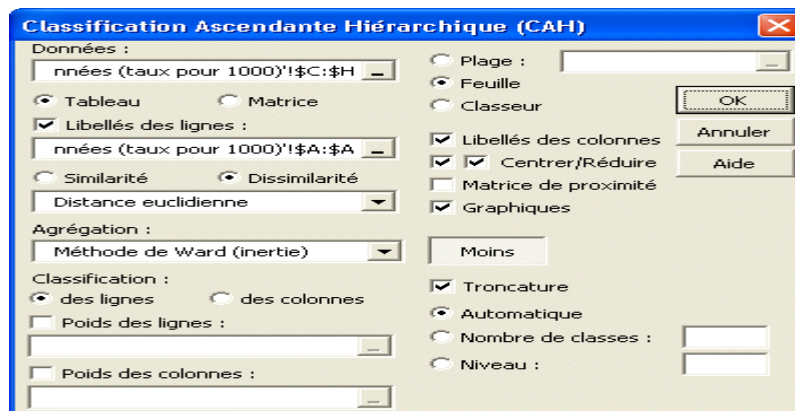 Classification Ascendante Hiérarchique (CAH)
Données :
nnées (taux pour 1000)'!$C:$H
Tableau
Matrice
Libellés des lignes :
nnées (taux pour 1000)'!$A:$A
Similarité
Dissimilarité
Distance euclidienne
Agrégation :
Méthode de Ward (inertie)
Classification :
des lignes
des colonnes
Poids des lignes :
Poids des colonnes :
Plage :
Feuille
Classeur
Libellés des colonnes
Centrer/Réduire
Matrice de proximité
Graphiques
Moins
Troncature
Automatique
Nombre de classes :
Niveau :
OK
Annuler
Aide